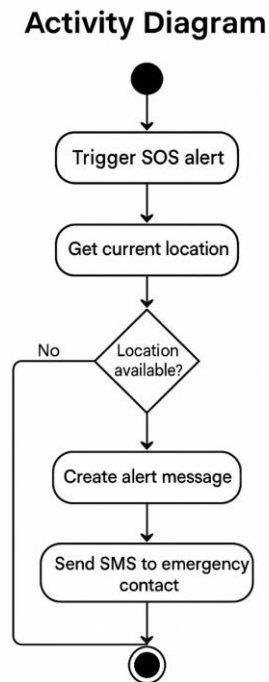 Activity Diagram
Trigger SOS alert
Get current location
No
Location
available?
Create alert message
Send SMS to emergency
contact